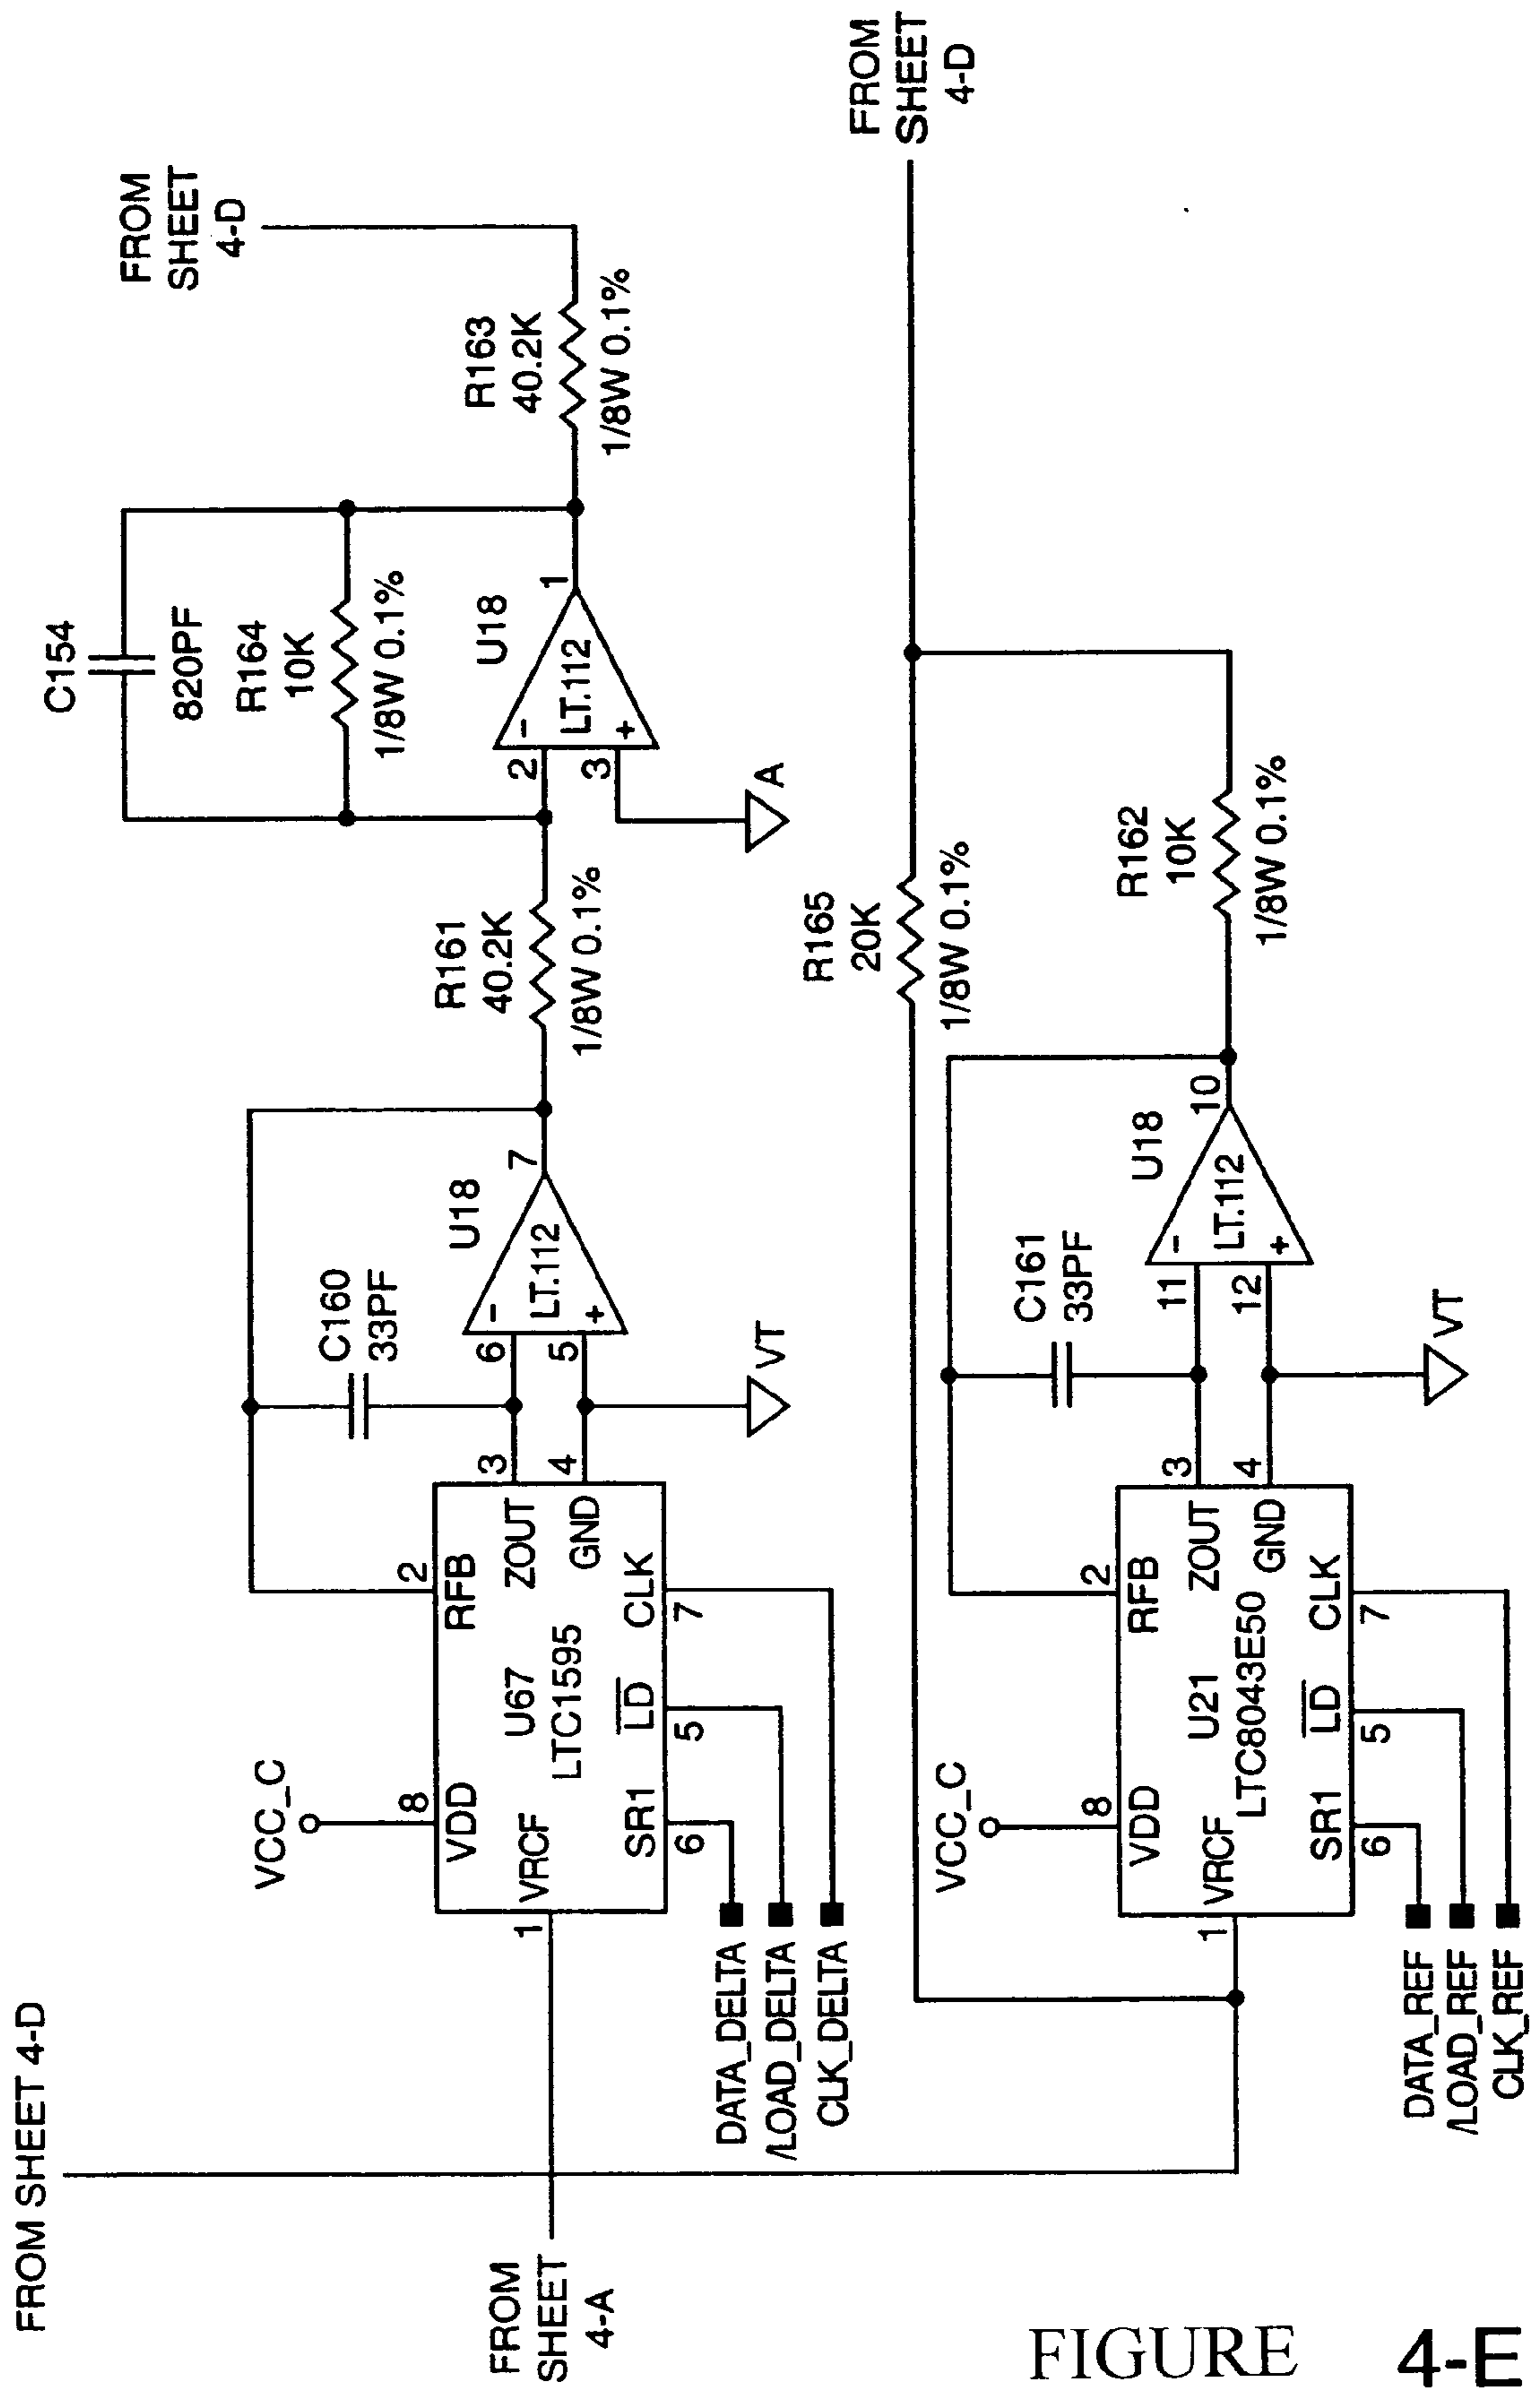 FROM SHEET 4-D
FROM
SHEET
4-A
FROM
SHEET
4-D
C154
820PF
R164
10K
1/8W 0.1%
VCC_C
8
VDD
2
RFB
1
VRCF
U67
LTC1595
ZOUT
3
GND
4
SR1
6
LD
5
CLK
7
DATA_DELTA
/LOAD_DELTA
CLK_DELTA
C160
33PF
VT
6
5
-
+
LT.112
U18
7
R161
40.2K
1/8W 0.1%
2
3
-
+
LT.112
U18
1
A
R163
40.2K
1/8W 0.1%
FROM
SHEET
4-D
R165
20K
1/8W 0.1%
VCC_C
8
VDD
2
RFB
1
VRCF
U21
LTC8043E50
ZOUT
3
GND
4
SR1
6
LD
5
CLK
7
DATA_REF
/LOAD_REF
CLK_REF
C161
33PF
VT
11
12
-
+
LT.112
U18
10
R162
10K
1/8W 0.1%
FIGURE 4-E